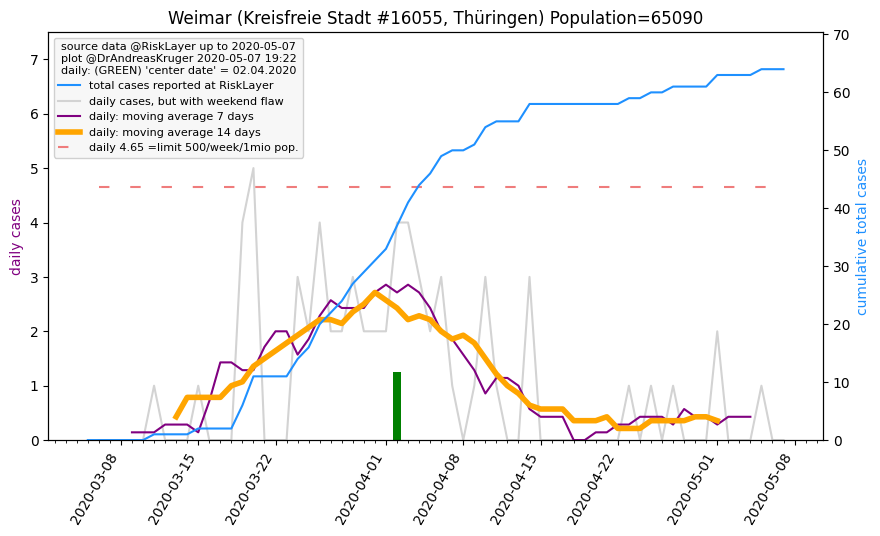 Weimar (Kreisfreie Stadt #16055, Thüringen) Population=65090
source data @RiskLayer up to 2020-05-07
plot @DrAndreasKruger 2020-05-07 19:22
daily: (GREEN) 'center date' = 02.04.2020
total cases reported at RiskLayer
daily cases, but with weekend flaw
daily: moving average 7 days
daily: moving average 14 days
daily 4.65 =limit 500/week/1mio pop.
daily cases
7
6
5
4
3
2
1
0
cumulative total cases
70
60
50
40
30
20
10
0
2020-03-08
2020-03-15
2020-03-22
2020-04-01
2020-04-08
2020-04-15
2020-04-22
2020-05-01
2020-05-08